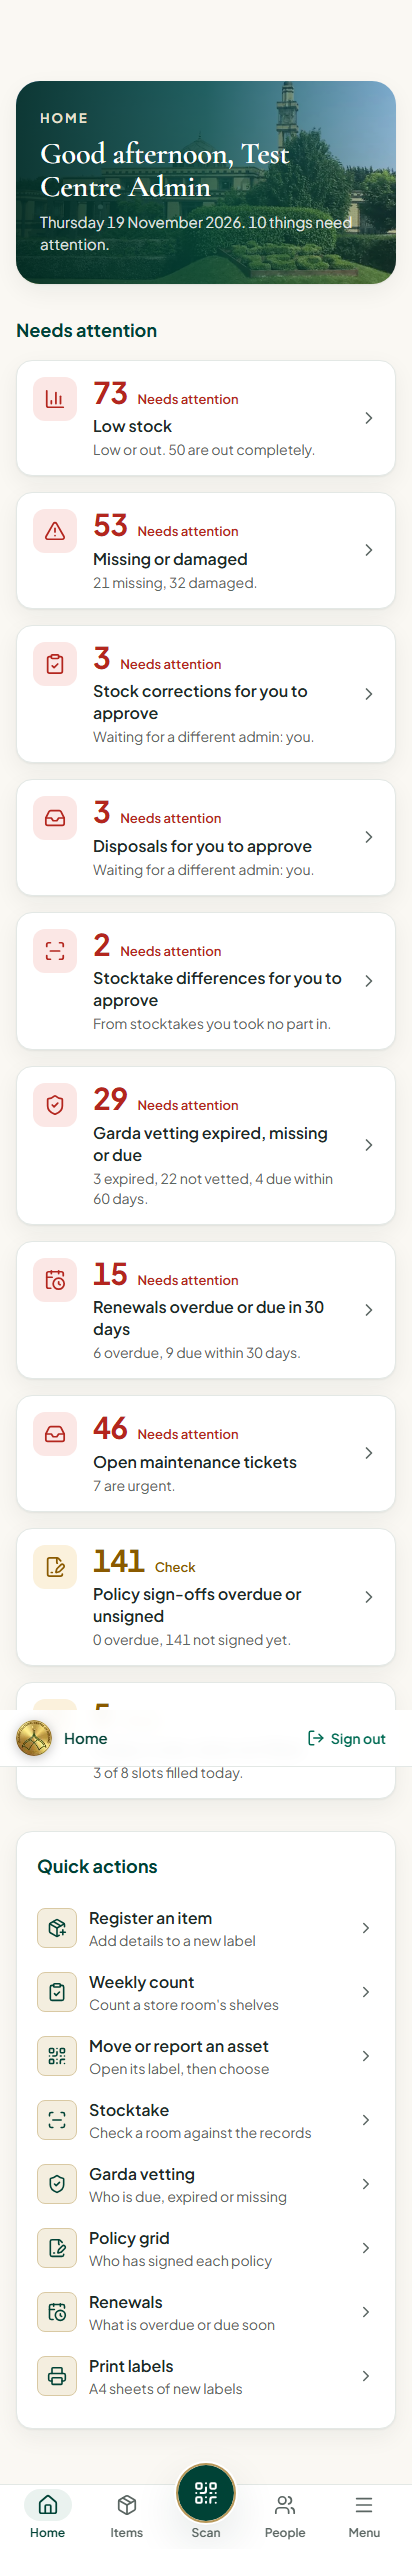 HOME
Good afternoon, Test
Centre Admin
Thursday 19 November 2026. 10 things need
attention.
Needs attention
73 Needs attention
Low stock
Low or out. 50 are out completely.
53 Needs attention
Missing or damaged
21 missing, 32 damaged.
3 Needs attention
Stock corrections for you to
approve
Waiting for a different admin: you.
3 Needs attention
Disposals for you to approve
Waiting for a different admin: you.
2 Needs attention
Stocktake differences for you to
approve
From stocktakes you took no part in.
29 Needs attention
Garda vetting expired, missing
or due
3 expired, 22 not vetted, 4 due within
60 days.
15 Needs attention
Renewals overdue or due in 30
days
6 overdue, 9 due within 30 days.
46 Needs attention
Open maintenance tickets
7 are urgent.
141 Check
Policy sign-offs overdue or
unsigned
0 overdue, 141 not signed yet.
Home
Sign out
3 of 8 slots filled today.
Quick actions
Register an item
Add details to a new label
Weekly count
Count a store room's shelves
Move or report an asset
Open its label, then choose
Stocktake
Check a room against the records
Garda vetting
Who is due, expired or missing
Policy grid
Who has signed each policy
Renewals
What is overdue or due soon
Print labels
A4 sheets of new labels
Home
Items
Scan
People
Menu